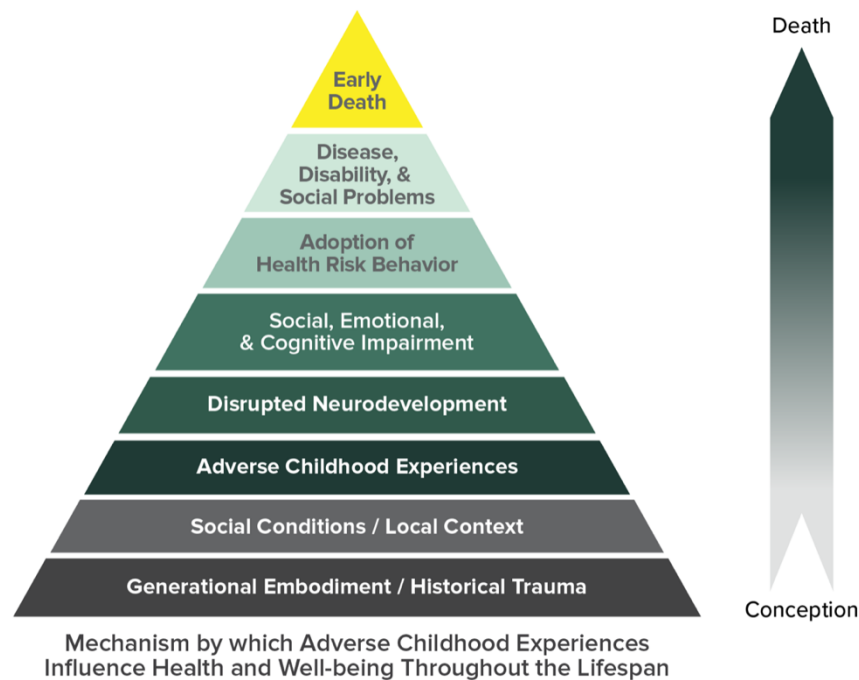 Death
Early
Death
Disease,
Disability, &
Social Problems
Adoption of
Health Risk Behavior
Social, Emotional,
& Cognitive Impairment
Disrupted Neurodevelopment
Adverse Childhood Experiences
Social Conditions / Local Context
Generational Embodiment / Historical Trauma
Conception
Mechanism by which Adverse Childhood Experiences
Influence Health and Well-being Throughout the Lifespan